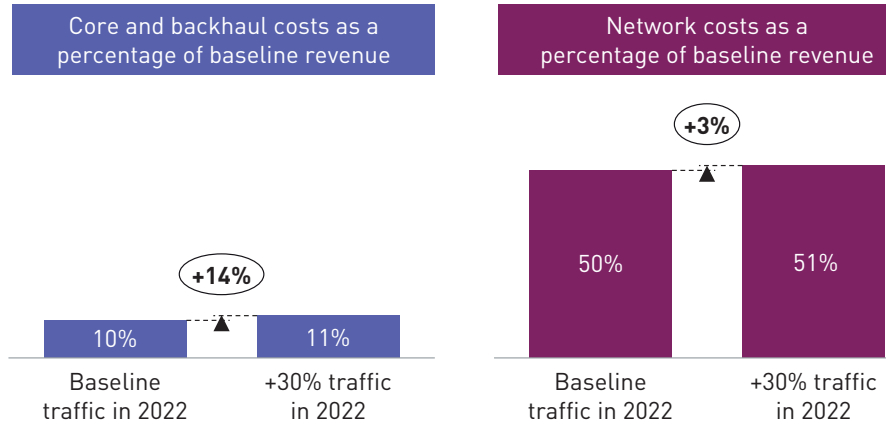 Core and backhaul costs as a
percentage of baseline revenue
+14%
10%
11%
Baseline
traffic in 2022
+30% traffic
in 2022
Network costs as a
percentage of baseline revenue
+3%
50%
51%
Baseline
traffic in 2022
+30% traffic
in 2022